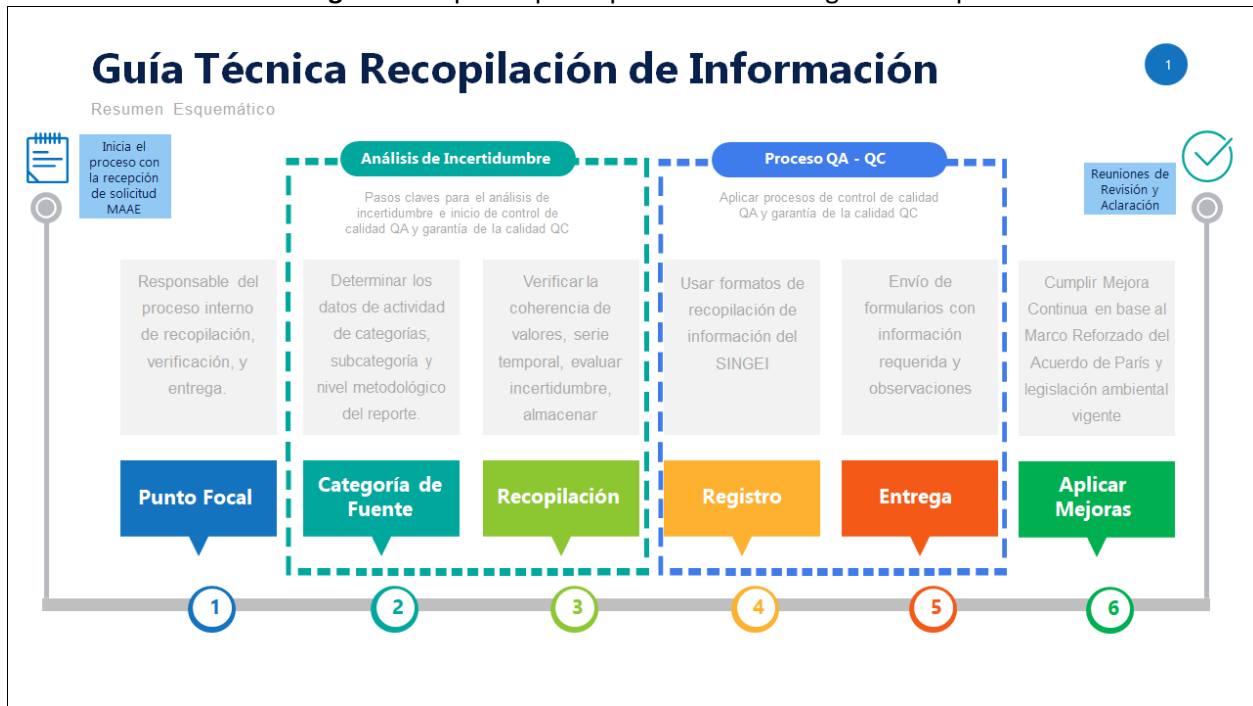 Guía Técnica Recopilación de Información
1
Resumen Esquemático
Inicia el
proceso con
la recepción
de solicitud
MAAE
Análisis de Incertidumbre
Pasos claves para el análisis de
incertidumbre e inicio de control de
calidad QA y garantía de la calidad QC
Proceso QA - QC
Aplicar procesos de control de calidad
QA y garantía de la calidad QC
Reuniones de
Revisión y
Aclaración
Responsable del
proceso interno
de recopilación,
verificación, y
entrega.
Determinar los
datos de actividad
de categorías,
subcategoría y
nivel metodológico
del reporte.
Verificar la
coherencia de
valores, serie
temporal, evaluar
incertidumbre,
almacenar
Usar formatos de
recopilación de
información del
SINGEI
Envío de
formularios con
información
requerida y
observaciones
Cumplir Mejora
Continua en base al
Marco Reforzado del
Acuerdo de París y
legislación ambiental
vigente
Punto Focal
Categoría de
Fuente
Recopilación
Registro
Entrega
Aplicar
Mejoras
1
2
3
4
5
6